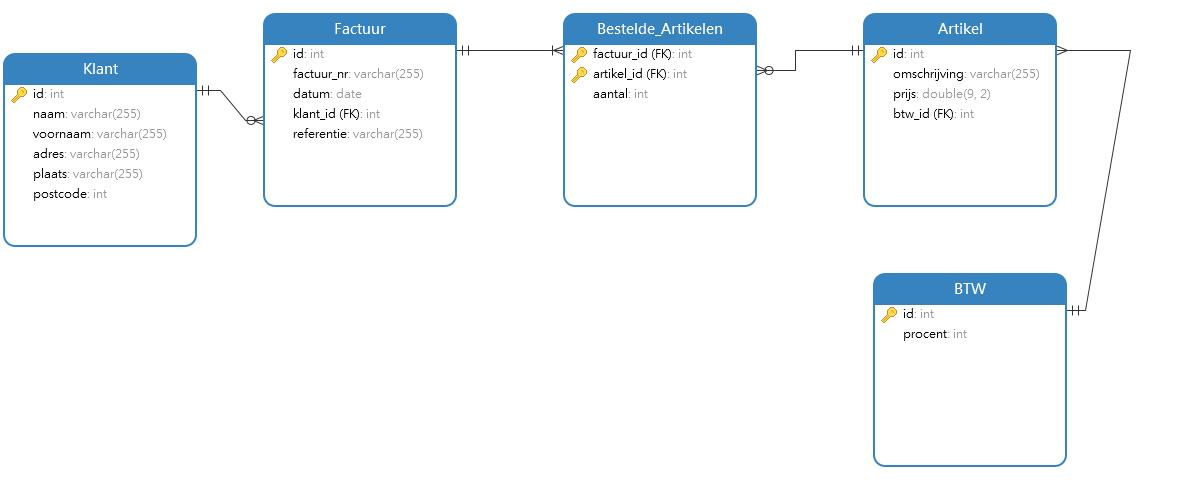 Klant
id: int
naam: varchar(255)
voornaam: varchar(255)
adres: varchar(255)
plaats: varchar(255)
postcode: int
Factuur
id: int
factuur_nr: varchar(255)
datum: date
klant_id (FK): int
referentie: varchar(255)
Bestelde_Artikelen
factuur_id (FK): int
artikel_id (FK): int
aantal: int
Artikel
id: int
omschrijving: varchar(255)
prijs: double(9, 2)
btw_id (FK): int
BTW
id: int
procent: int